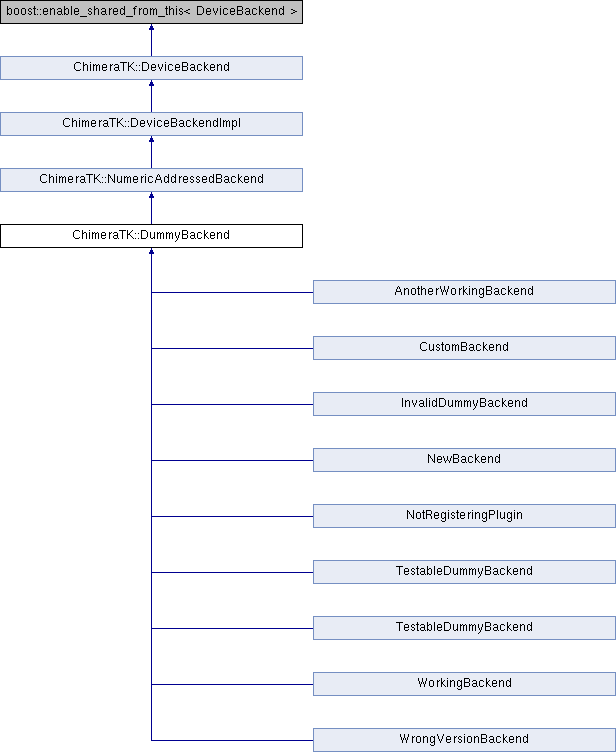 boost::enable_shared_from_this< DeviceBackend >
ChimeraTK::DeviceBackend
ChimeraTK::DeviceBackendImpl
ChimeraTK::NumericAddressedBackend
ChimeraTK::DummyBackend
AnotherWorkingBackend
CustomBackend
InvalidDummyBackend
NewBackend
NotRegisteringPlugin
TestableDummyBackend
TestableDummyBackend
WorkingBackend
WrongVersionBackend